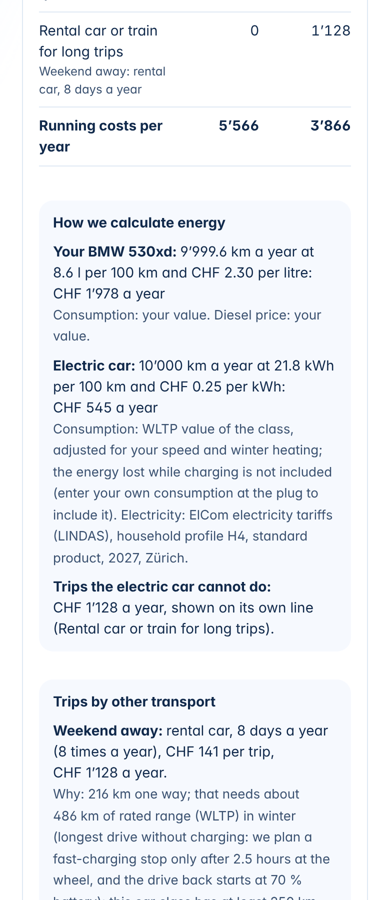 Rental car or train 0 1’128
for long trips
Weekend away: rental
car, 8 days a year
Running costs per 5’566 3’866
year
How we calculate energy
Your BMW 530xd: 9’999.6 km a year at
8.6 l per 100 km and CHF 2.30 per litre:
CHF 1’978 a year
Consumption: your value. Diesel price: your
value.
Electric car: 10’000 km a year at 21.8 kWh
per 100 km and CHF 0.25 per kWh:
CHF 545 a year
Consumption: WLTP value of the class,
adjusted for your speed and winter heating;
the energy lost while charging is not included
(enter your own consumption at the plug to
include it). Electricity: ElCom electricity tariffs
(LINDAS), household profile H4, standard
product, 2027, Zürich.
Trips the electric car cannot do:
CHF 1’128 a year, shown on its own line
(Rental car or train for long trips).
Trips by other transport
Weekend away: rental car, 8 days a year
(8 times a year), CHF 141 per trip,
CHF 1’128 a year.
Why: 216 km one way; that needs about
486 km of rated range (WLTP) in winter
(longest drive without charging: we plan a
fast-charging stop only after 2.5 hours at the
wheel, and the drive back starts at 70 %